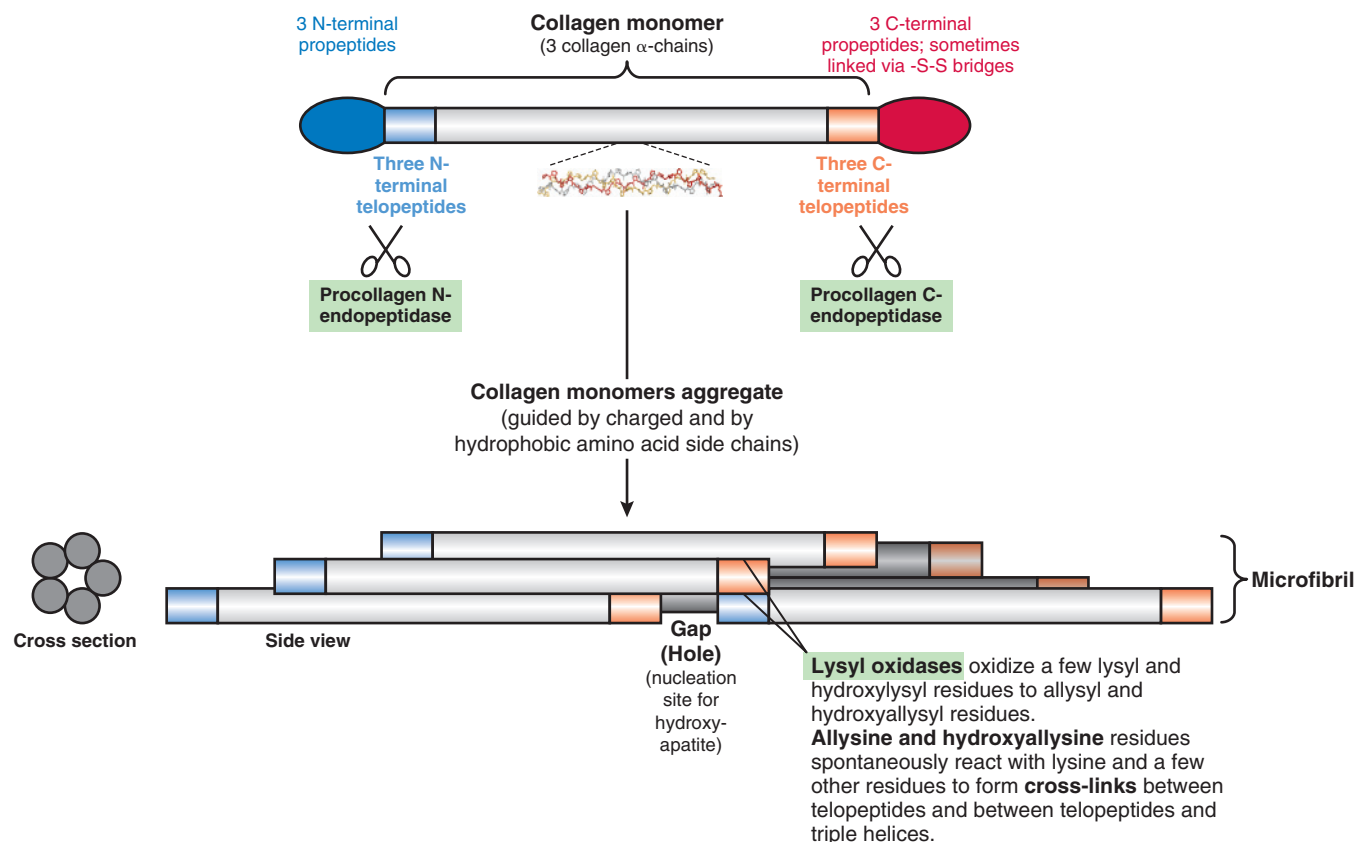 3 N-terminal
propeptides
Collagen monomer
(3 collagen α-chains)
3 C-terminal
propeptides; sometimes
linked via -S-S bridges
Three N-
terminal
telopeptides
Three C-
terminal
telopeptides
Procollagen N-
endopeptidase
Procollagen C-
endopeptidase
Collagen monomers aggregate
(guided by charged and by
hydrophobic amino acid side chains)
Microfibril
Cross section
Side view
Gap
(Hole)
(nucleation
site for
hydroxy-
apatite)
Lysyl oxidases oxidize a few lysyl and
hydroxylysyl residues to allysyl and
hydroxyallysyl residues.
Allysine and hydroxyallysine residues
spontaneously react with lysine and a few
other residues to form cross-links between
telopeptides and between telopeptides and
triple helices.